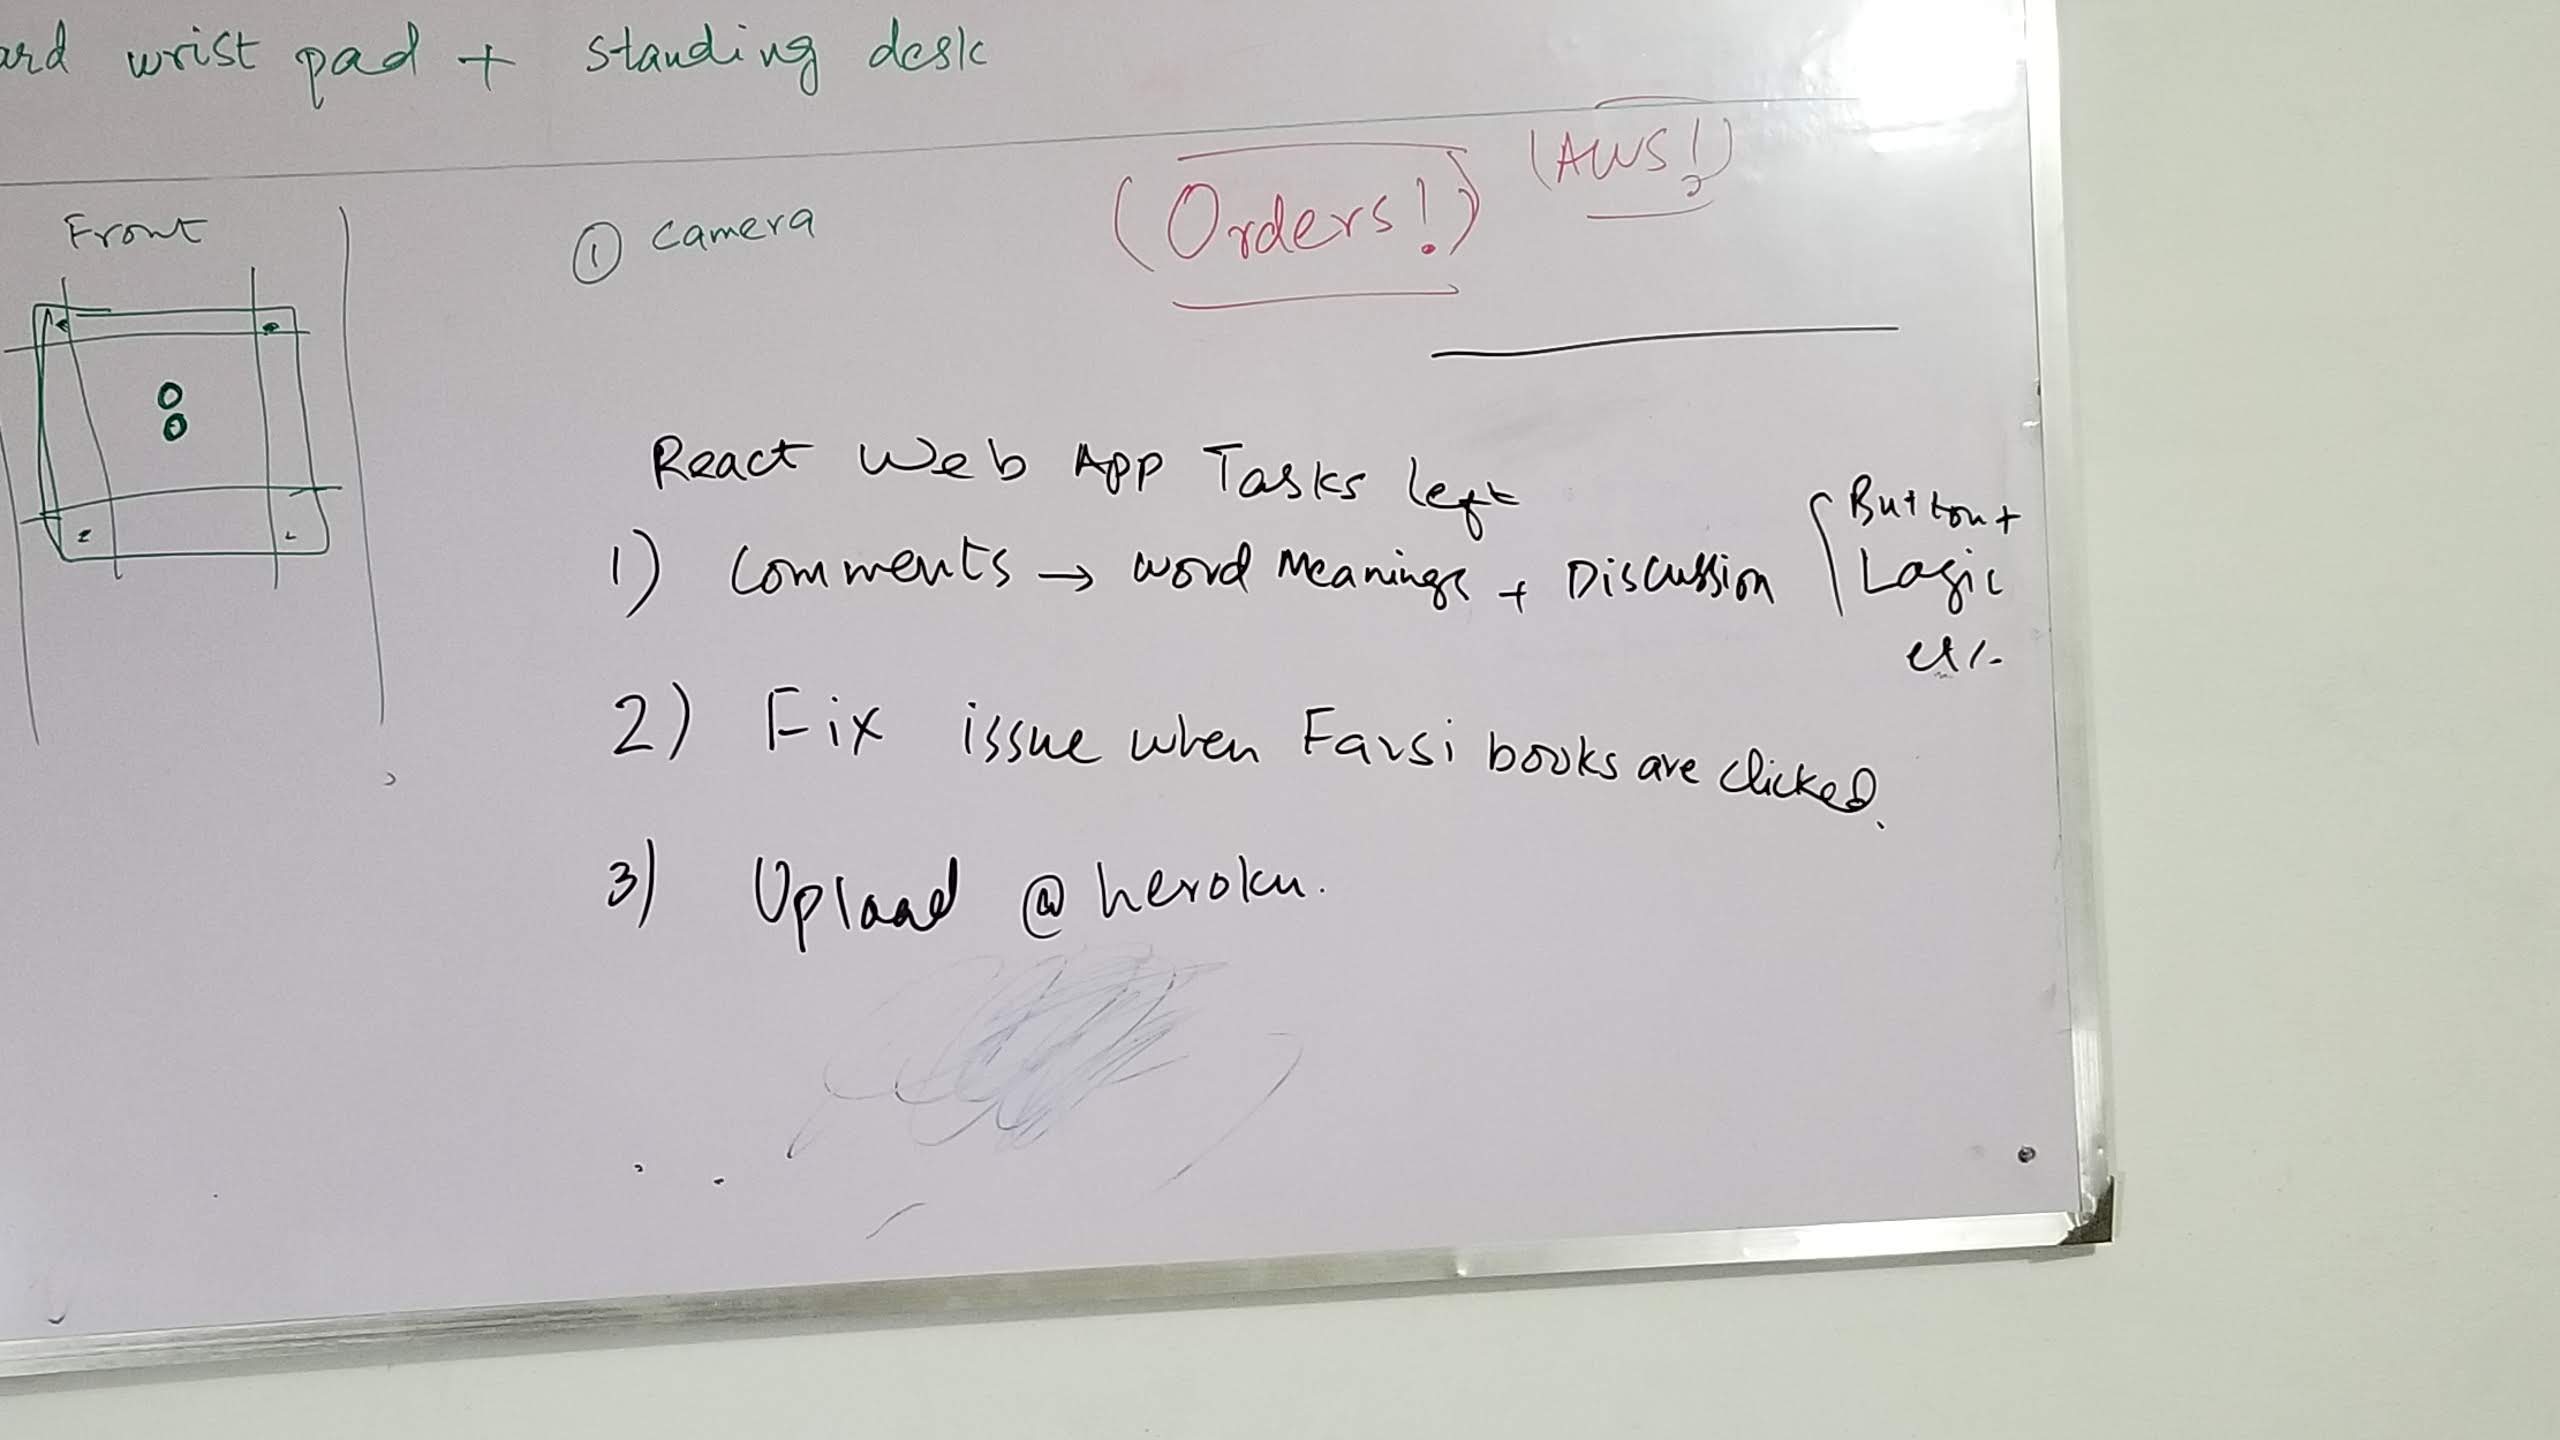 wrist pad + standing desk
Front
① camera
(Orders!)
(AWS!)
React Web App Tasks left
1) Comments → word Meanings + Discussion
Button +
Logic
etc.
2) Fix issue when Farsi books are clicked.
3) Upload @ heroku.